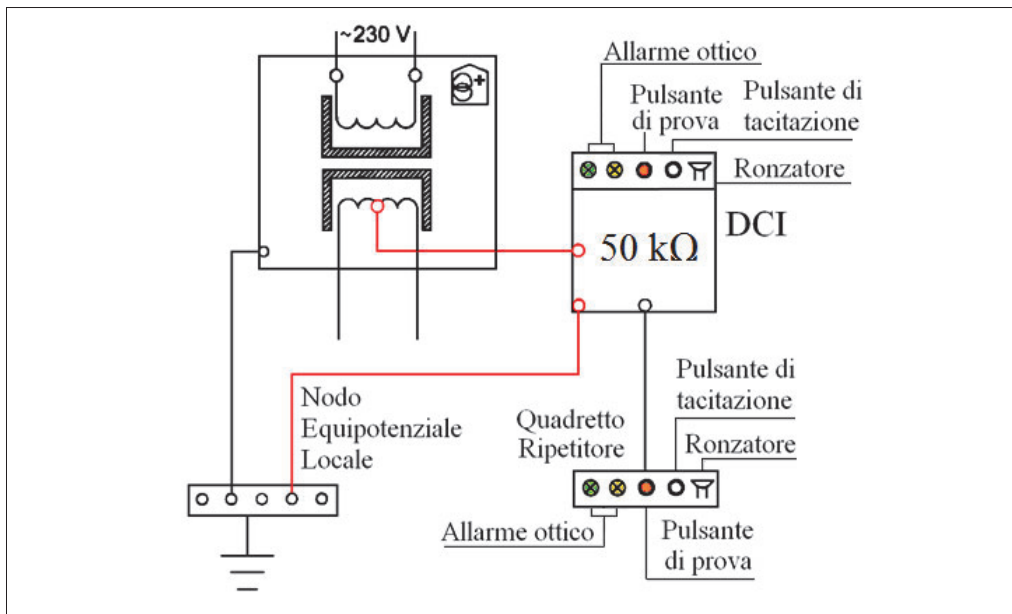 ~230 V
Allarme ottico
Pulsante
di prova
Pulsante di
tacitazione
Ronzatore
DCI
50 kΩ
Nodo
Equipotenziale
Locale
Quadretto
Ripetitore
Pulsante di
tacitazione
Ronzatore
Allarme ottico
Pulsante
di prova